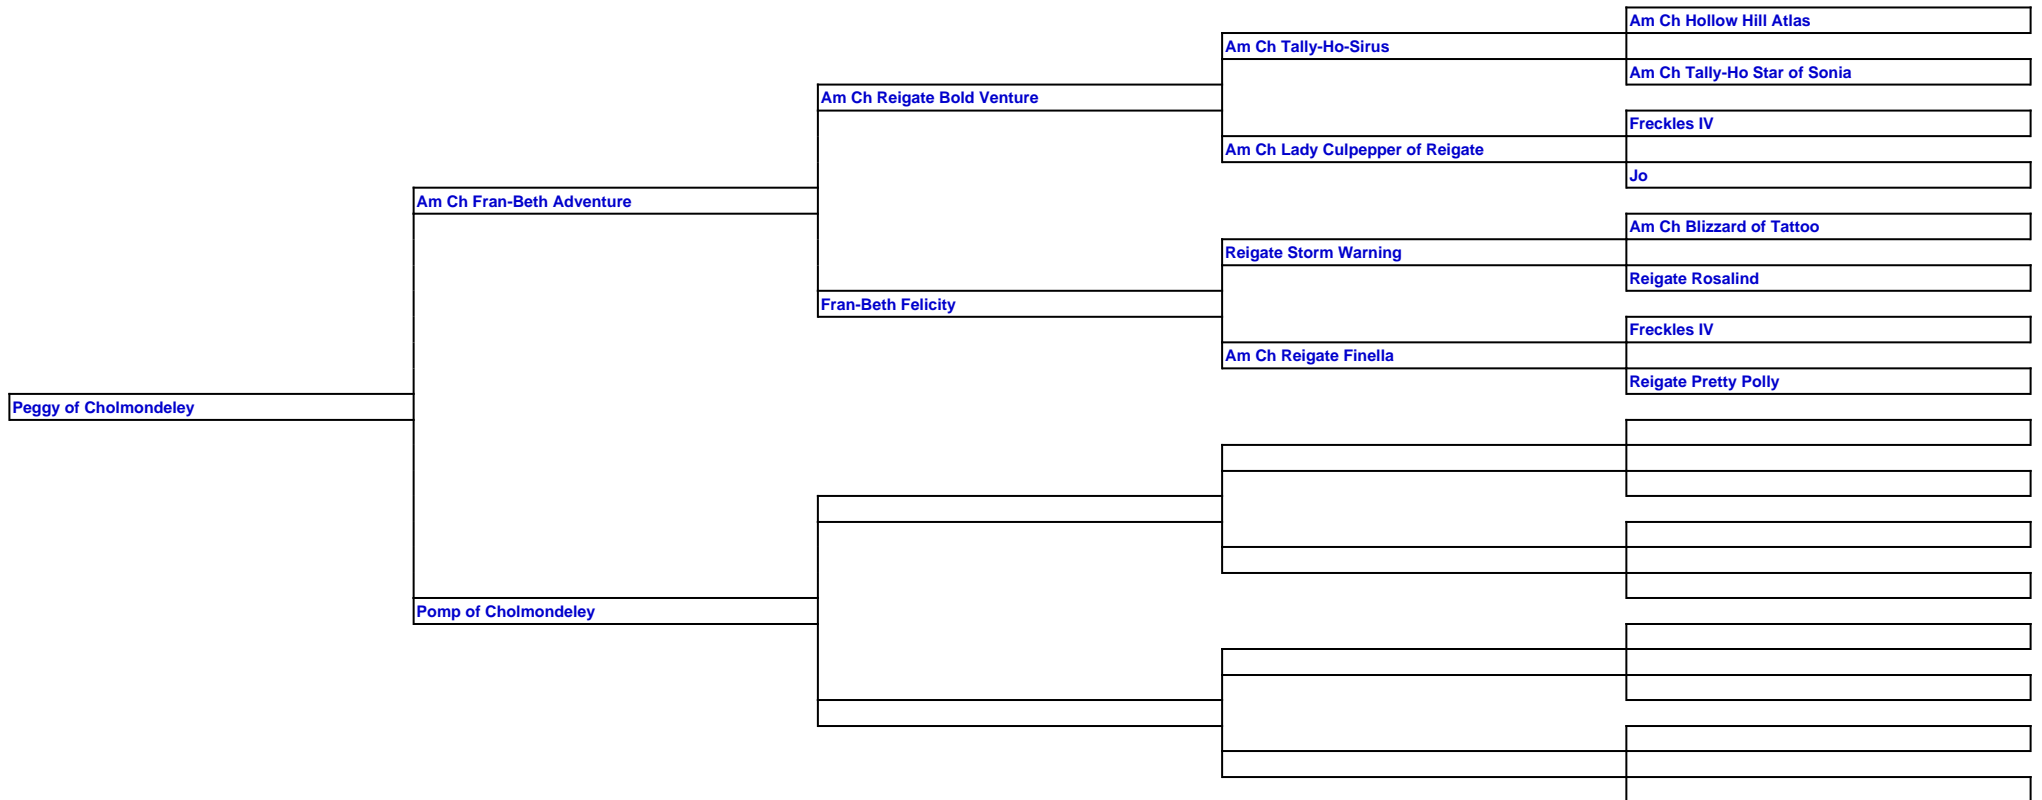 Am Ch Hollow Hill Atlas
Am Ch Tally-Ho-Sirus
Am Ch Tally-Ho Star of Sonia
Am Ch Reigate Bold Venture
Freckles IV
Am Ch Lady Culpepper of Reigate
Jo
Am Ch Fran-Beth Adventure
Am Ch Blizzard of Tattoo
Reigate Storm Warning
Reigate Rosalind
Fran-Beth Felicity
Freckles IV
Am Ch Reigate Finella
Reigate Pretty Polly
Peggy of Cholmondeley
Pomp of Cholmondeley